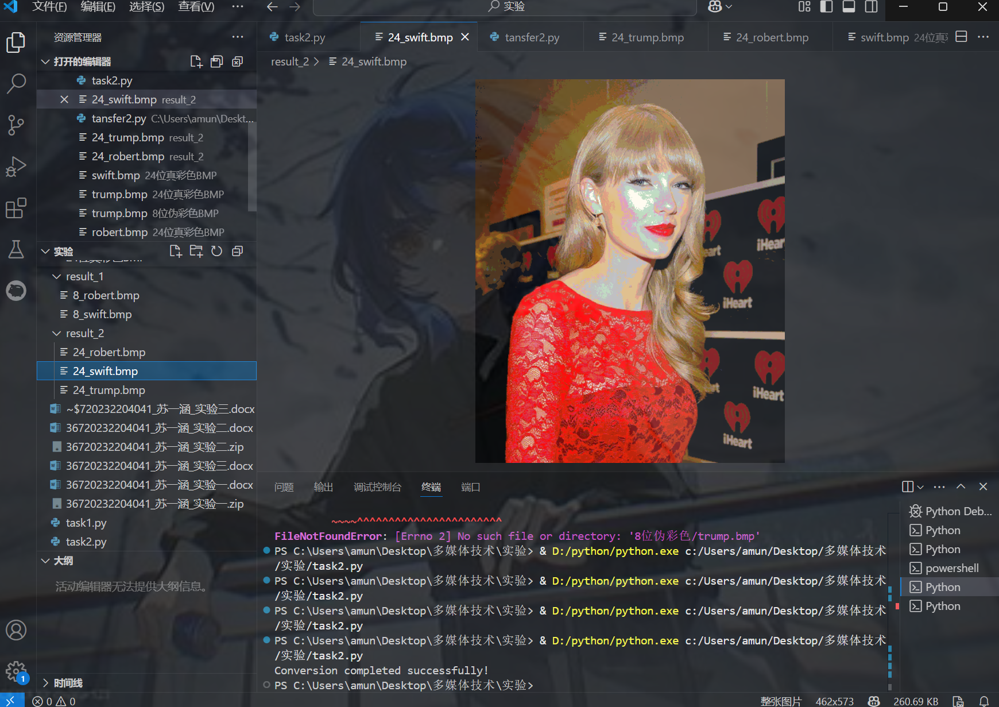 文件(F) 编辑(E) 选择(S) 查看(V) ··· 实验
资源管理器 ···
打开的编辑器
task2.py
24_swift.bmp result_2
tansfer2.py C:\Users\amun\Deskt...
24_trump.bmp result_2
24_robert.bmp result_2
swift.bmp 24位真彩色BMP
trump.bmp 24位真彩色BMP
trump.bmp 8位伪彩色BMP
robert.bmp 24位真彩色BMP
实验
result_1
8_robert.bmp
8_swift.bmp
result_2
24_robert.bmp
24_swift.bmp
24_trump.bmp
~$720232204041_苏一涵_实验三.docx
36720232204041_苏一涵_实验二.docx
36720232204041_苏一涵_实验二.zip
36720232204041_苏一涵_实验三.docx
36720232204041_苏一涵_实验一.docx
36720232204041_苏一涵_实验一.zip
task1.py
task2.py
大纲
活动编辑器无法提供大纲信息。
时间线
task2.py 24_swift.bmp tansfer2.py 24_trump.bmp 24_robert.bmp swift.bmp 24位真 ···
result_2 > 24_swift.bmp
iHear
eart
iHeart
iHeart
eart
iHeart
问题 输出 调试控制台 终端 端口
~~~~^^^^^^^^^^^^^^^^^^^^^^^
FileNotFoundError: [Errno 2] No such file or directory: '8位伪彩色/trump.bmp'
PS C:\Users\amun\Desktop\多媒体技术\实验> & D:/python/python.exe c:/Users/amun/Desktop/多媒体技术
/实验/task2.py
PS C:\Users\amun\Desktop\多媒体技术\实验> & D:/python/python.exe c:/Users/amun/Desktop/多媒体技术
/实验/task2.py
PS C:\Users\amun\Desktop\多媒体技术\实验> & D:/python/python.exe c:/Users/amun/Desktop/多媒体技术
/实验/task2.py
PS C:\Users\amun\Desktop\多媒体技术\实验> & D:/python/python.exe c:/Users/amun/Desktop/多媒体技术
/实验/task2.py
Conversion completed successfully!
PS C:\Users\amun\Desktop\多媒体技术\实验>
Python Deb...
Python
Python
powershell
Python
Python
1
0 0 整张图片 462x573 260.69 KB